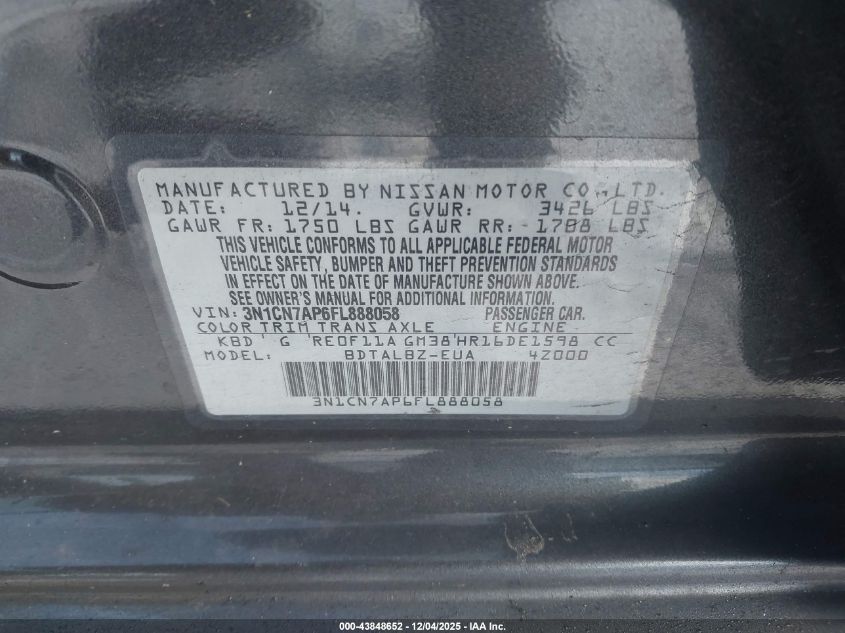 MANUFACTURED BY NISSAN MOTOR CO.,LTD.
DATE: 12/14. GVWR: 3426 LBS
GAWR FR: 1750 LBS GAWR RR: 1708 LBS
THIS VEHICLE CONFORMS TO ALL APPLICABLE FEDERAL MOTOR
VEHICLE SAFETY, BUMPER AND THEFT PREVENTION STANDARDS
IN EFFECT ON THE DATE OF MANUFACTURE SHOWN ABOVE.
SEE OWNER'S MANUAL FOR ADDITIONAL INFORMATION.
VIN: 3N1CN7AP6FL888058 PASSENGER CAR.
COLOR TRIM TRANS AXLE ENGINE
KBD G RE0F11A GM38 HR16DE1598 CC
MODEL: BDTALBZ-EUA 4Z000
3N1CN7AP6FL888058
000-43848652 - 12/04/2025 - IAA Inc.